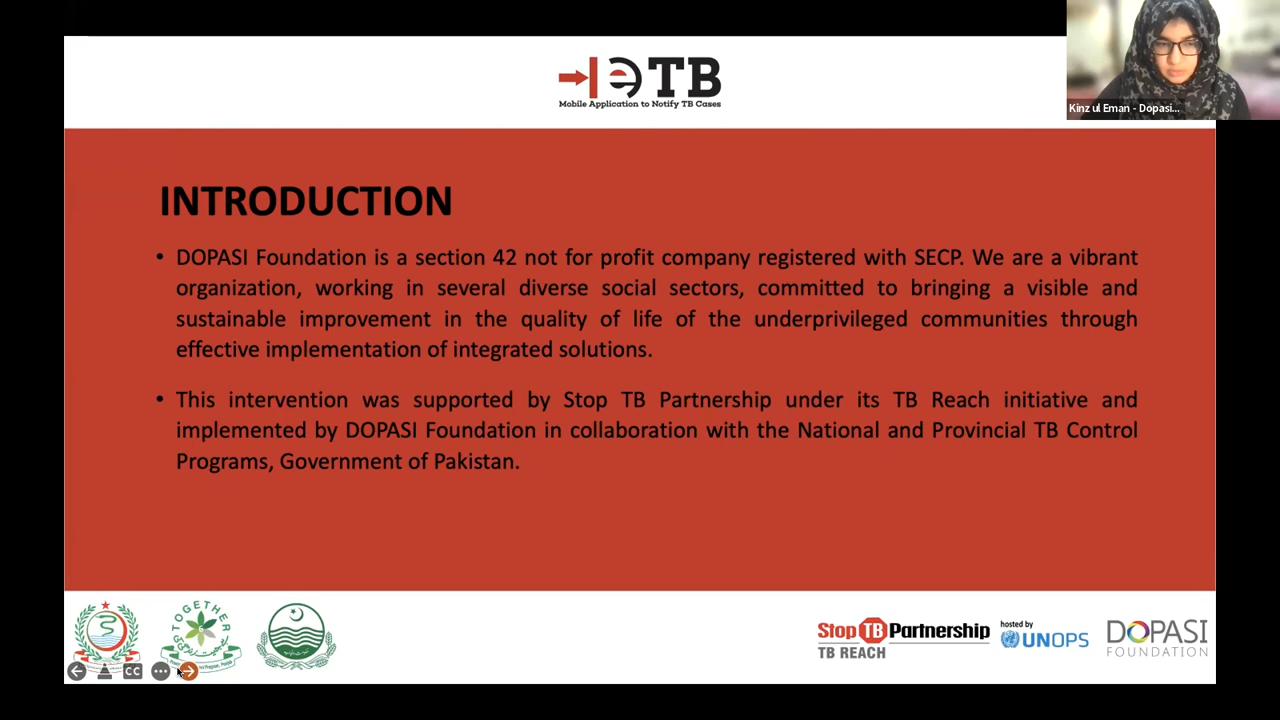 eTB
Mobile Application to Notify TB Cases
Kinz ul Eman - Dopasi...
INTRODUCTION
• DOPASI Foundation is a section 42 not for profit company registered with SECP. We are a vibrant
organization, working in several diverse social sectors, committed to bringing a visible and
sustainable improvement in the quality of life of the underprivileged communities through
effective implementation of integrated solutions.
• This intervention was supported by Stop TB Partnership under its TB Reach initiative and
implemented by DOPASI Foundation in collaboration with the National and Provincial TB Control
Programs, Government of Pakistan.
TOGETHER
CC
Stop TB Partnership
TB REACH
hosted by
UNOPS
DOPASI
FOUNDATION